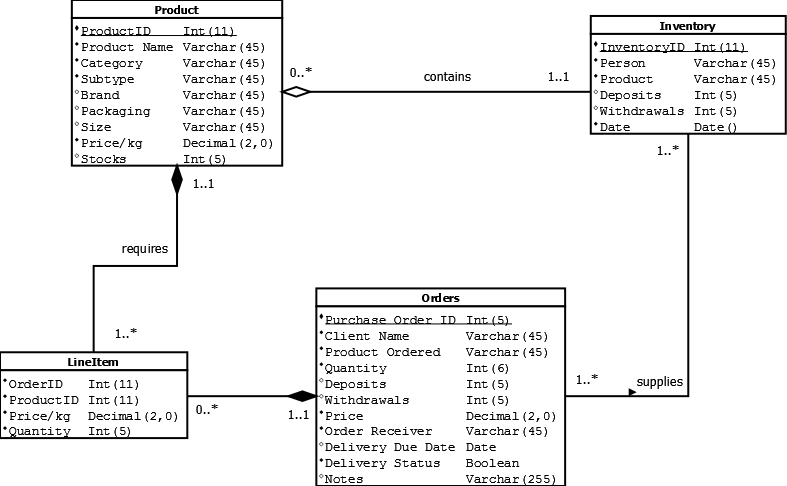 Product
ProductID Int(11)
Product Name Varchar(45)
Category Varchar(45)
Subtype Varchar(45)
Brand Varchar(45)
Packaging Varchar(45)
Size Varchar(45)
Price/kg Decimal(2,0)
Stocks Int(5)
0..*
contains
1..1
Inventory
InventoryID Int(11)
Person Varchar(45)
Product Varchar(45)
Deposits Int(5)
Withdrawals Int(5)
Date Date()
1..*
1..1
requires
1..*
LineItem
OrderID Int(11)
ProductID Int(11)
Price/kg Decimal(2,0)
Quantity Int(5)
0..*
1..1
Orders
Purchase Order ID Int(5)
Client Name Varchar(45)
Product Ordered Varchar(45)
Quantity Int(6)
Deposits Int(5)
Withdrawals Int(5)
Price Decimal(2,0)
Order Receiver Varchar(45)
Delivery Due Date Date
Delivery Status Boolean
Notes Varchar(255)
1..*
supplies